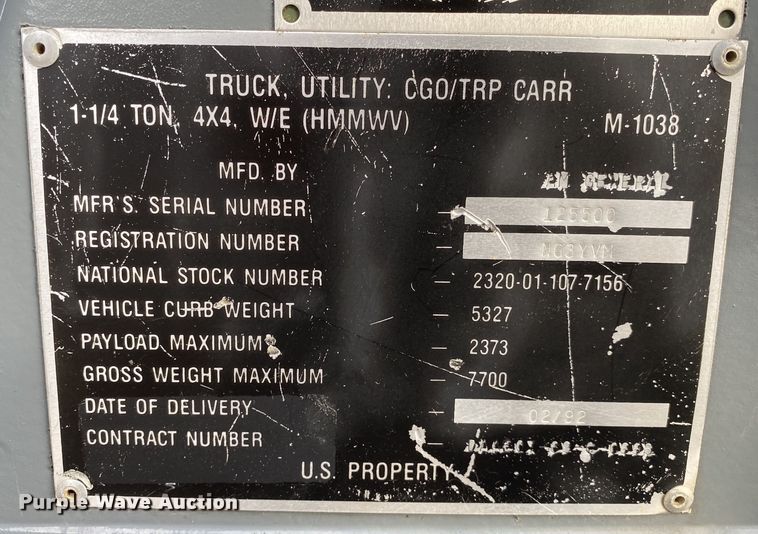 TRUCK, UTILITY: CGO/TRP CARR
1-1/4 TON, 4X4, W/E (HMMWV) M-1038
MFD. BY
MFR'S. SERIAL NUMBER — 125500
REGISTRATION NUMBER — NG3YVM
NATIONAL STOCK NUMBER — 2320-01-107-7156
VEHICLE CURB WEIGHT — 5327
PAYLOAD MAXIMUM — 2373
GROSS WEIGHT MAXIMUM — 7700
DATE OF DELIVERY — 02/92
CONTRACT NUMBER —
U.S. PROPERTY
Purple Wave Auction